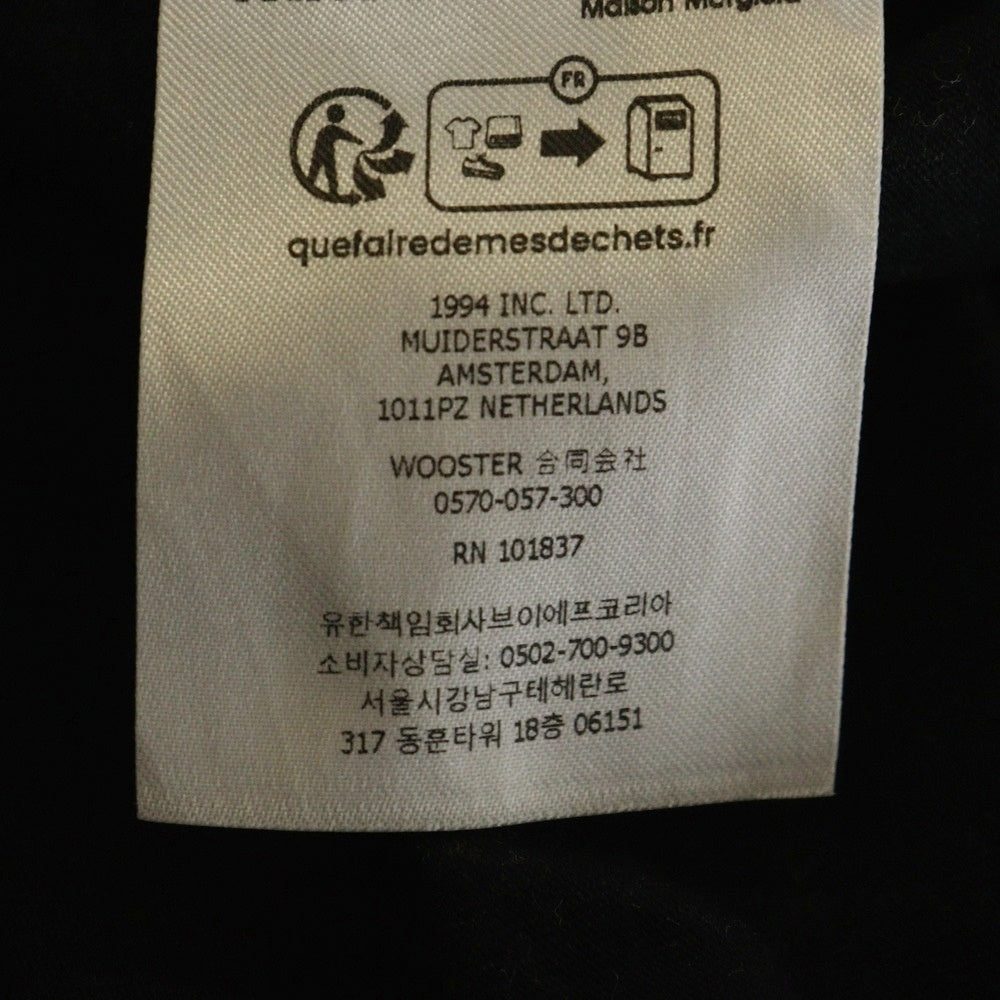 Maison Margiela
FR
quefairedemesdechets.fr
1994 INC. LTD.
MUIDERSTRAAT 9B
AMSTERDAM,
1011PZ NETHERLANDS
WOOSTER 合同会社
0570-057-300
RN 101837
유한책임회사브이에프코리아
소비자상담실: 0502-700-9300
서울시강남구테헤란로
317 동훈타워 18층 06151